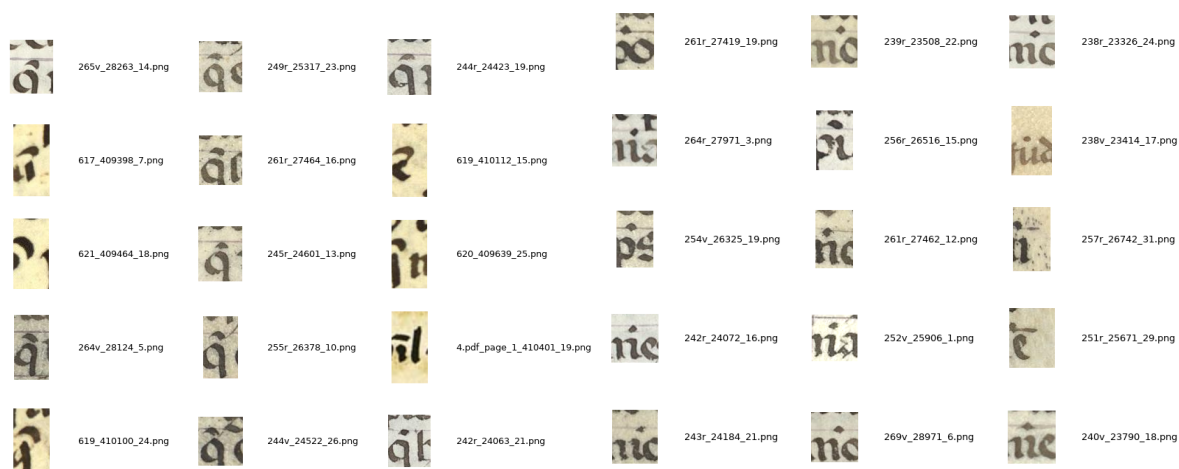 265v_28263_14.png 249r_25317_23.png 244r_24423_19.png
617_409398_7.png 261r_27464_16.png 619_410112_15.png
621_409464_18.png 245r_24601_13.png 620_409639_25.png
264v_28124_5.png 255r_26378_10.png 4.pdf_page_1_410401_19.png
619_410100_24.png 244v_24522_26.png 242r_24063_21.png
261r_27419_19.png 239r_23508_22.png 238r_23326_24.png
264r_27971_3.png 256r_26516_15.png 238v_23414_17.png
254v_26325_19.png 261r_27462_12.png 257r_26742_31.png
242r_24072_16.png 252v_25906_1.png 251r_25671_29.png
243r_24184_21.png 269v_28971_6.png 240v_23790_18.png